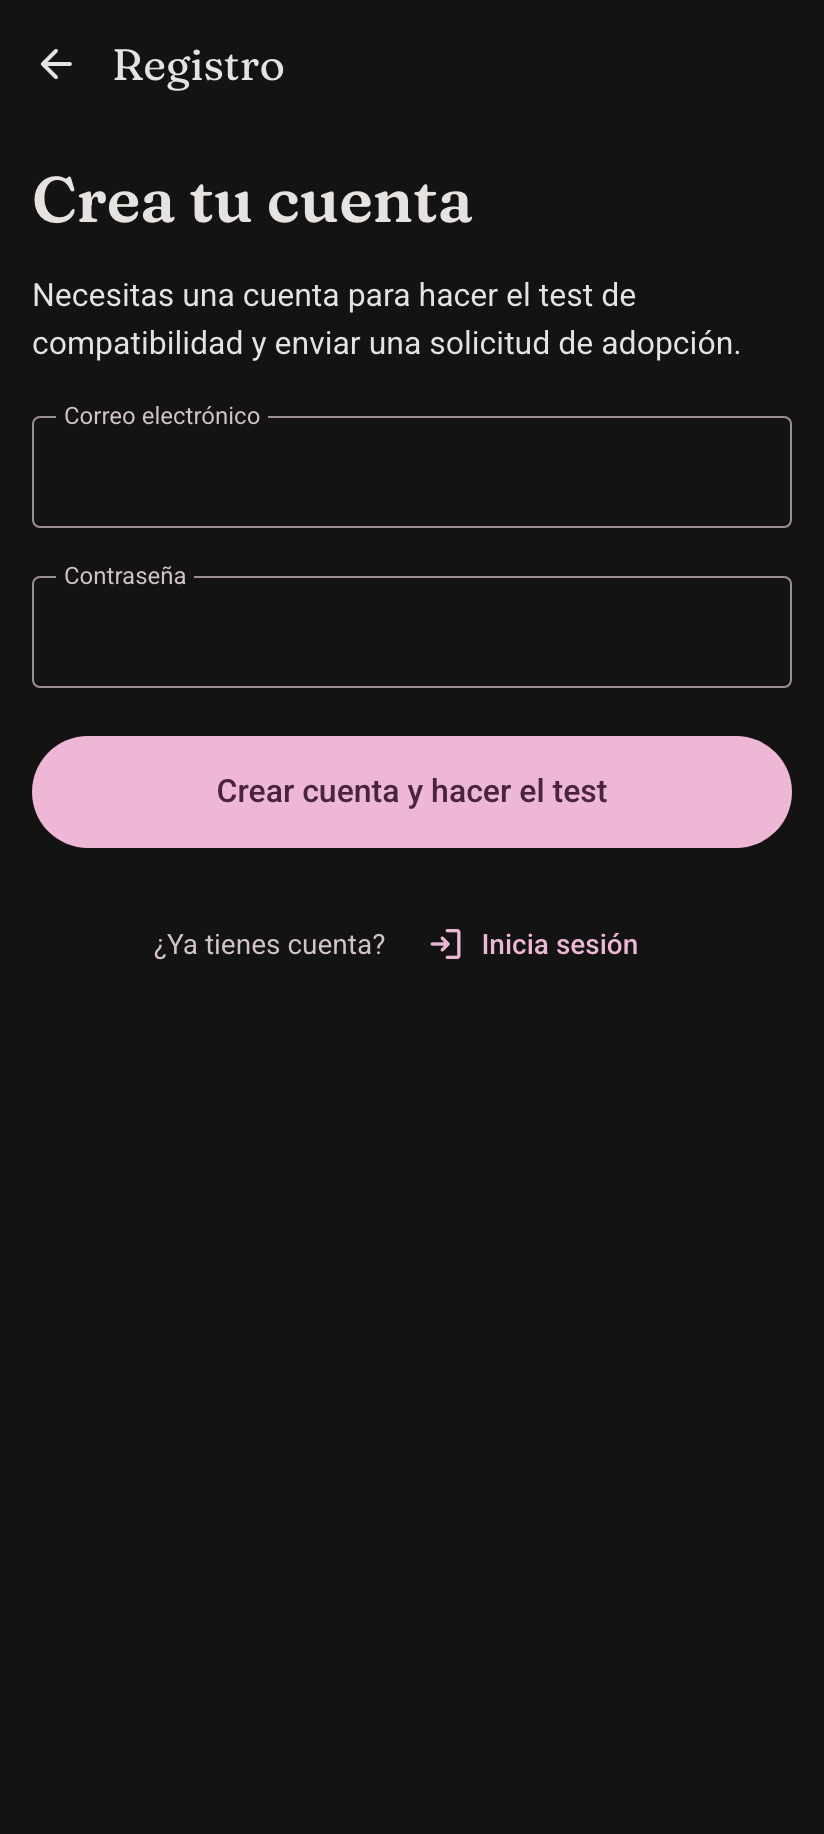 Registro
Crea tu cuenta
Necesitas una cuenta para hacer el test de
compatibilidad y enviar una solicitud de adopción.
Correo electrónico
Contraseña
Crear cuenta y hacer el test
¿Ya tienes cuenta? Inicia sesión